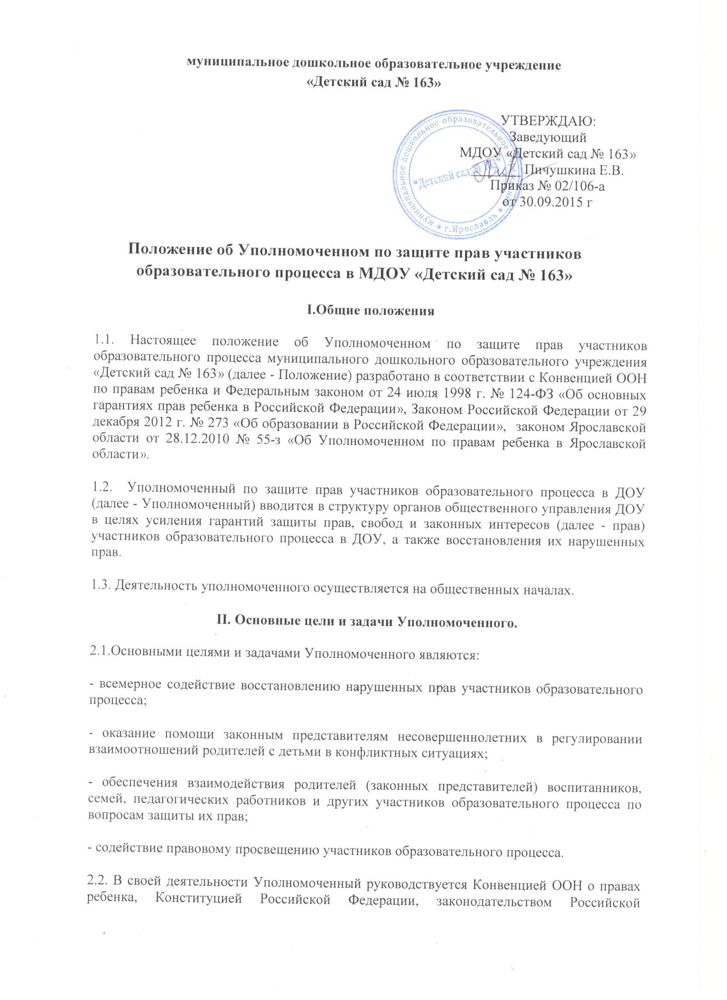 муниципальное дошкольное образовательное учреждение
«Детский сад № 163»
УТВЕРЖДАЮ:
Заведующий
МДОУ «Детский сад № 163»
Пичушкина Е.В.
Приказ № 02/106-а
от 30.09.2015 г
муниципальное дошкольное образовательное учреждение * г.Ярославль *
“Детский сад № 163”
Положение об Уполномоченном по защите прав участников
образовательного процесса в МДОУ «Детский сад № 163»
I.Общие положения
1.1. Настоящее положение об Уполномоченном по защите прав участников
образовательного процесса муниципального дошкольного образовательного учреждения
«Детский сад № 163» (далее - Положение) разработано в соответствии с Конвенцией ООН
по правам ребенка и Федеральным законом от 24 июля 1998 г. № 124-ФЗ «Об основных
гарантиях прав ребенка в Российской Федерации», Законом Российской Федерации от 29
декабря 2012 г. № 273 «Об образовании в Российской Федерации», законом Ярославской
области от 28.12.2010 № 55-з «Об Уполномоченном по правам ребенка в Ярославской
области».
1.2. Уполномоченный по защите прав участников образовательного процесса в ДОУ
(далее - Уполномоченный) вводится в структуру органов общественного управления ДОУ
в целях усиления гарантий защиты прав, свобод и законных интересов (далее - прав)
участников образовательного процесса в ДОУ, а также восстановления их нарушенных
прав.
1.3. Деятельность уполномоченного осуществляется на общественных началах.
II. Основные цели и задачи Уполномоченного.
2.1.Основными целями и задачами Уполномоченного являются:
- всемерное содействие восстановлению нарушенных прав участников образовательного
процесса;
- оказание помощи законным представителям несовершеннолетних в регулировании
взаимоотношений родителей с детьми в конфликтных ситуациях;
- обеспечения взаимодействия родителей (законных представителей) воспитанников,
семей, педагогических работников и других участников образовательного процесса по
вопросам защиты их прав;
- содействие правовому просвещению участников образовательного процесса.
2.2. В своей деятельности Уполномоченный руководствуется Конвенцией ООН о правах
ребенка, Конституцией Российской Федерации, законодательством Российской